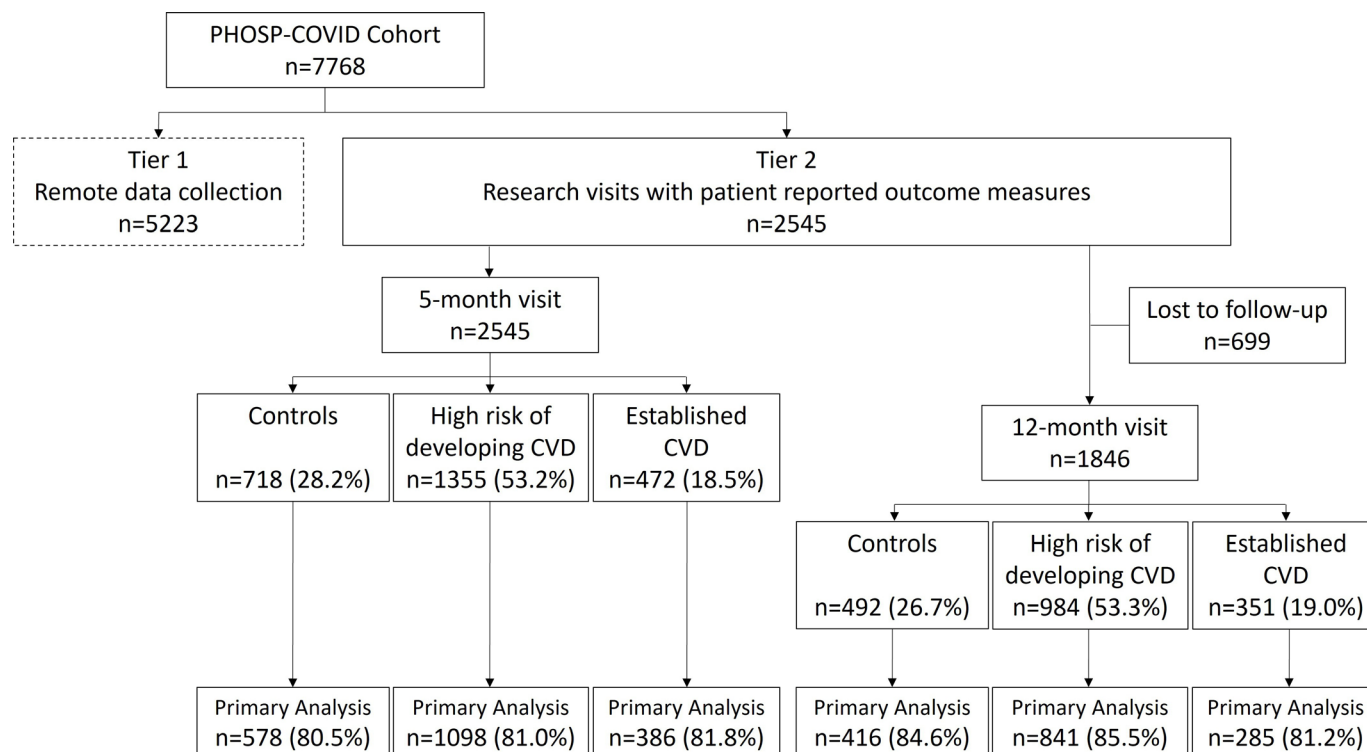 PHOSP-COVID Cohort
n=7768
Tier 1
Remote data collection
n=5223
Tier 2
Research visits with patient reported outcome measures
n=2545
5-month visit
n=2545
Lost to follow-up
n=699
Controls
n=718 (28.2%)
High risk of
developing CVD
n=1355 (53.2%)
Established
CVD
n=472 (18.5%)
12-month visit
n=1846
Controls
n=492 (26.7%)
High risk of
developing CVD
n=984 (53.3%)
Established
CVD
n=351 (19.0%)
Primary Analysis
n=578 (80.5%)
Primary Analysis
n=1098 (81.0%)
Primary Analysis
n=386 (81.8%)
Primary Analysis
n=416 (84.6%)
Primary Analysis
n=841 (85.5%)
Primary Analysis
n=285 (81.2%)